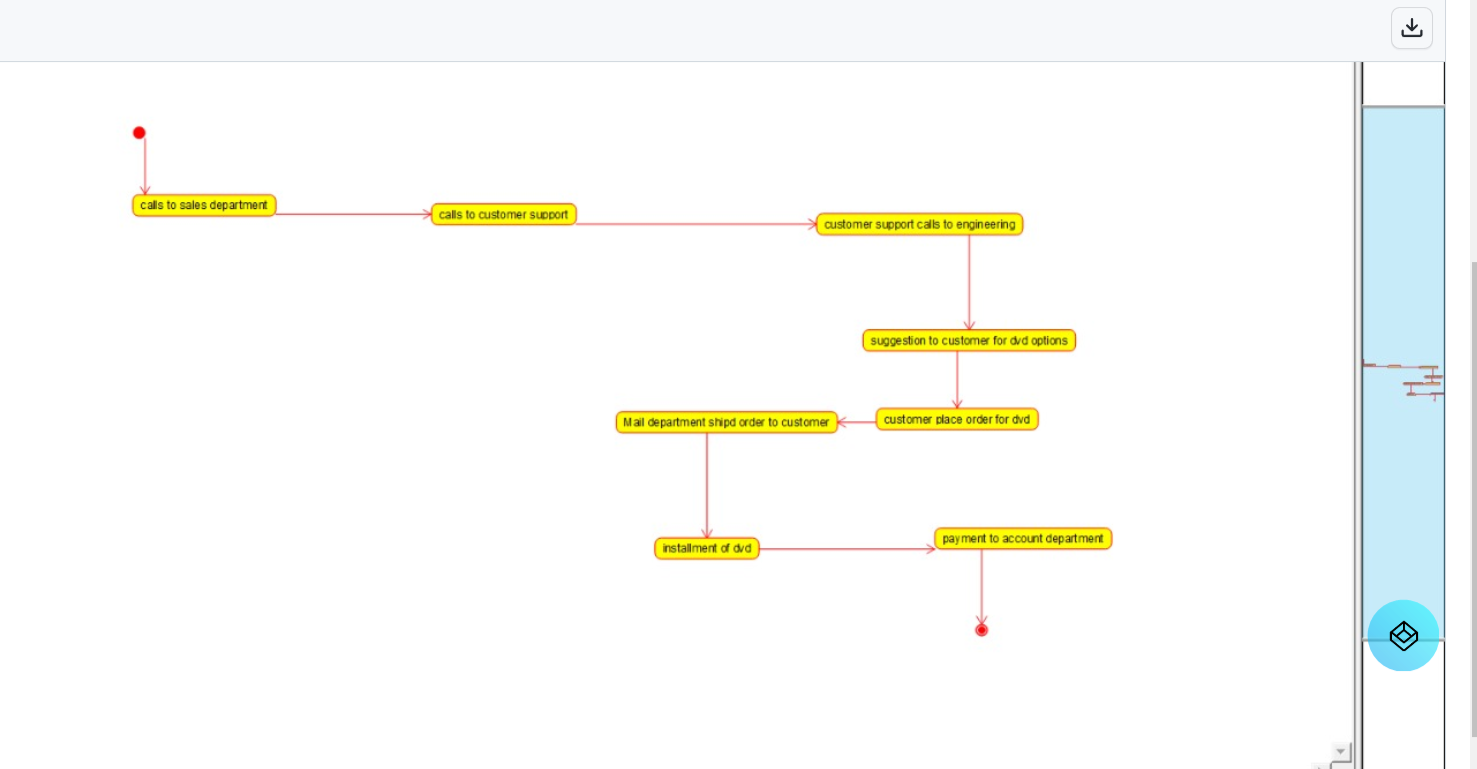 calls to sales department
calls to customer support
customer support calls to engineering
suggestion to customer for dvd options
customer place order for dvd
Mail department shipd order to customer
installment of dvd
payment to account department